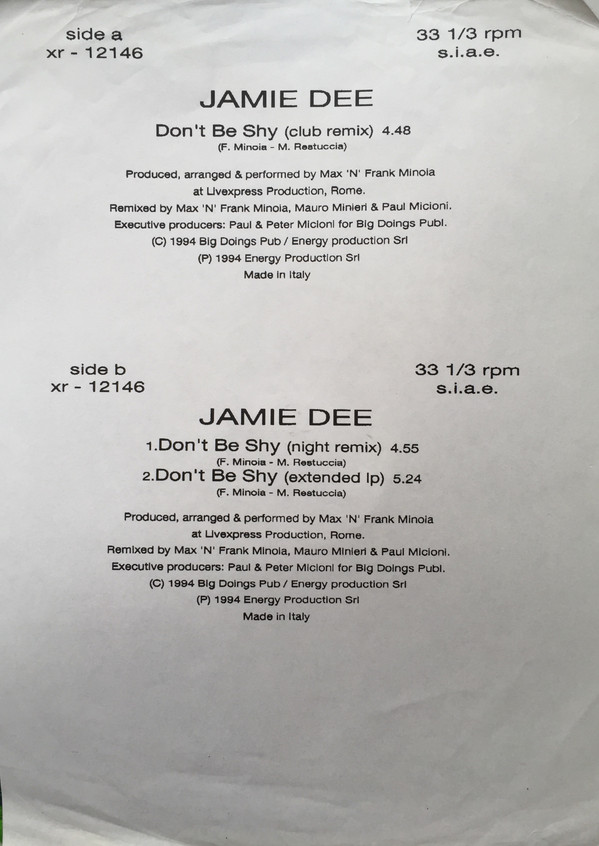 side a
33 1/3 rpm
xr - 12146
s.i.a.e.
JAMIE DEE
Don't Be Shy (club remix) 4.48
(F. Minoia - M. Restuccia)
Produced, arranged & performed by Max 'N' Frank Minoia
at Livexpress Production, Rome.
Remixed by Max 'N' Frank Minoia, Mauro Minieri & Paul Micioni.
Executive producers: Paul & Peter Micioni for Big Doings Publ.
(C) 1994 Big Doings Pub / Energy production Srl
(P) 1994 Energy Production Srl
Made in Italy
side b
33 1/3 rpm
xr - 12146
s.i.a.e.
JAMIE DEE
1.Don't Be Shy (night remix) 4.55
(F. Minoia - M. Restuccia)
2.Don't Be Shy (extended lp) 5.24
(F. Minoia - M. Restuccia)
Produced, arranged & performed by Max 'N' Frank Minoia
at Livexpress Production, Rome.
Remixed by Max 'N' Frank Minoia, Mauro Minieri & Paul Micioni.
Executive producers: Paul & Peter Micioni for Big Doings Publ.
(C) 1994 Big Doings Pub / Energy production Srl
(P) 1994 Energy Production Srl
Made in Italy